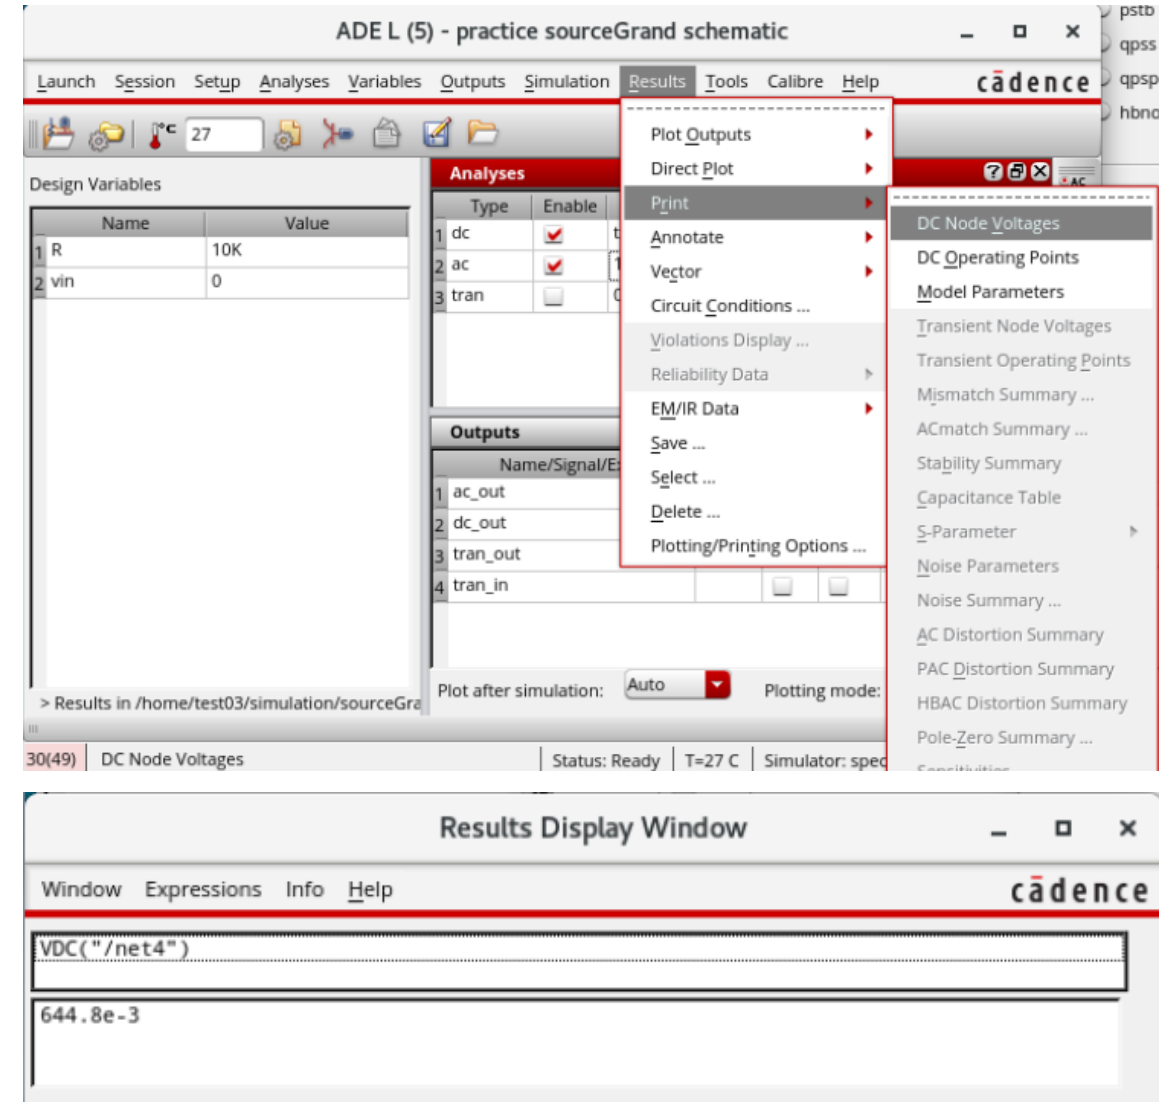 ADE L (5) - practice sourceGrand schematic
pstb
qpss
Launch Session Setup Analyses Variables Outputs Simulation Results Tools Calibre Help cādence
qpsp
hbno
°C 27
Plot Outputs
Direct Plot
Print
Annotate
Vector
Circuit Conditions ...
Violations Display ...
Reliability Data
EM/IR Data
Save ...
Select ...
Delete ...
Plotting/Printing Options ...
Design Variables
Name Value
1 R 10K
2 vin 0
Analyses
AC
Type Enable
1 dc t
2 ac 1
3 tran 0
DC Node Voltages
DC Operating Points
Model Parameters
Transient Node Voltages
Transient Operating Points
Mismatch Summary ...
ACmatch Summary ...
Stability Summary
Capacitance Table
S-Parameter
Noise Parameters
Noise Summary ...
AC Distortion Summary
PAC Distortion Summary
HBAC Distortion Summary
Pole-Zero Summary ...
Sensitivities
Outputs
Name/Signal/E
1 ac_out
2 dc_out
3 tran_out
4 tran_in
Plot after simulation: Auto Plotting mode:
> Results in /home/test03/simulation/sourceGra
30(49) DC Node Voltages Status: Ready T=27 C Simulator: spec
Results Display Window
Window Expressions Info Help cādence
VDC("/net4")
644.8e-3